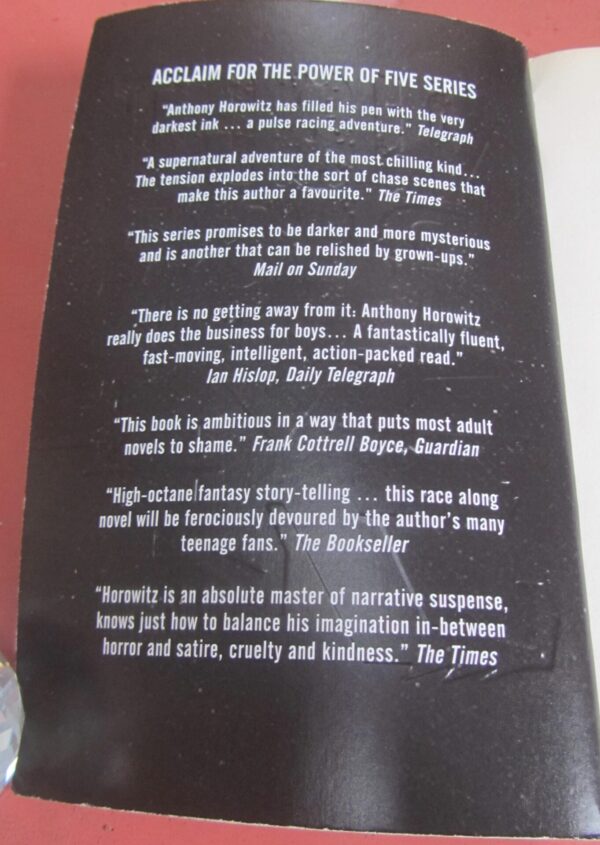 ACCLAIM FOR THE POWER OF FIVE SERIES
“Anthony Horowitz has filled his pen with the very
darkest ink ... a pulse racing adventure.” Telegraph
“A supernatural adventure of the most chilling kind...
The tension explodes into the sort of chase scenes that
make this author a favourite.” The Times
“This series promises to be darker and more mysterious
and is another that can be relished by grown-ups.”
Mail on Sunday
“There is no getting away from it: Anthony Horowitz
really does the business for boys... A fantastically fluent,
fast-moving, intelligent, action-packed read.”
Ian Hislop, Daily Telegraph
“This book is ambitious in a way that puts most adult
novels to shame.” Frank Cottrell Boyce, Guardian
“High-octane fantasy story-telling ... this race along
novel will be ferociously devoured by the author’s many
teenage fans.” The Bookseller
“Horowitz is an absolute master of narrative suspense,
knows just how to balance his imagination in-between
horror and satire, cruelty and kindness.” The Times